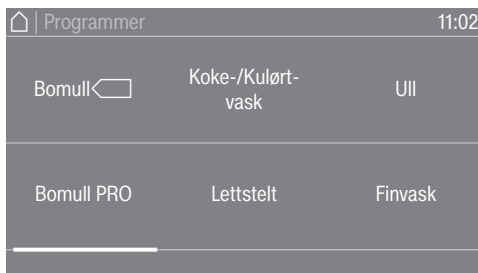 Programmer 11:02
Bomull
Koke-/Kulørt-
vask
Ull
Bomull PRO
Lettstelt
Finvask